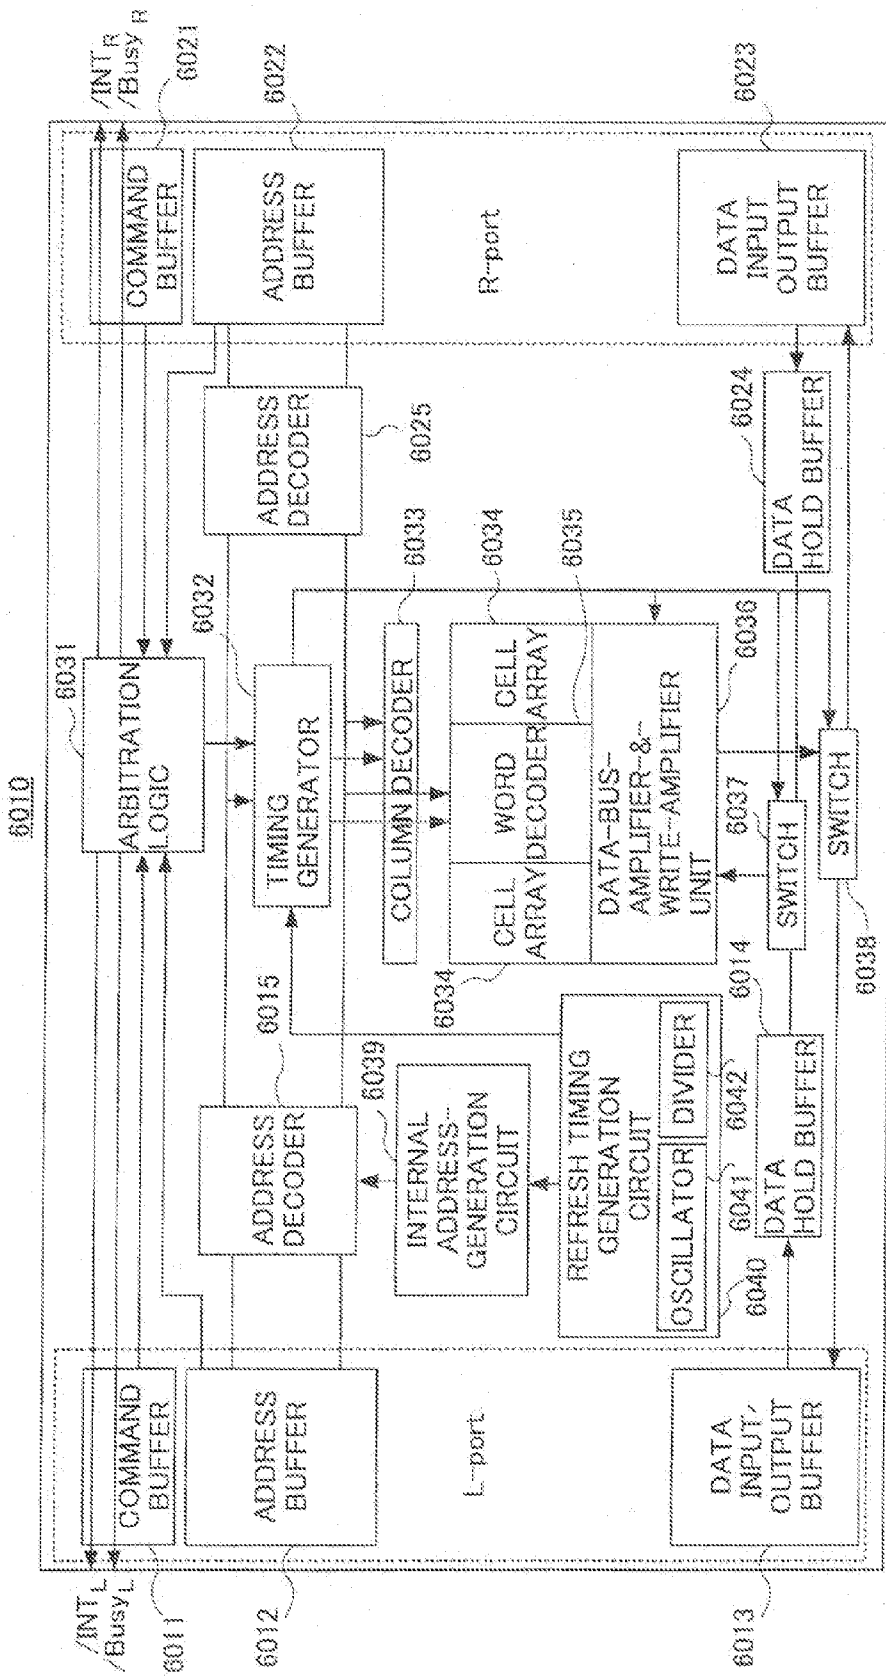 6010
/INT R
/Busy R
6021
COMMAND
BUFFER
6022
ADDRESS
BUFFER
R-port
6023
DATA
INPUT
OUTPUT
BUFFER
6024
DATA
HOLD BUFFER
ADDRESS
DECODER
6025
6031
ARBITRATION
LOGIC
6032
TIMING
GENERATOR
6033
COLUMN DECODER
6034
CELL
ARRAY
WORD
DECODER
6035
CELL
ARRAY
6034
DATA-BUS-
AMPLIFIER-&-
WRITE-AMPLIFIER
UNIT
6036
6037
SWITCH
SWITCH
6038
6015
ADDRESS
DECODER
6039
INTERNAL
ADDRESS-
GENERATION
CIRCUIT
REFRESH TIMING
GENERATION
CIRCUIT
OSCILLATOR
DIVIDER
6040
6041
6042
6014
DATA
HOLD BUFFER
/INT L
/Busy L
6011
COMMAND
BUFFER
6012
ADDRESS
BUFFER
L-port
6013
DATA
INPUT/
OUTPUT
BUFFER